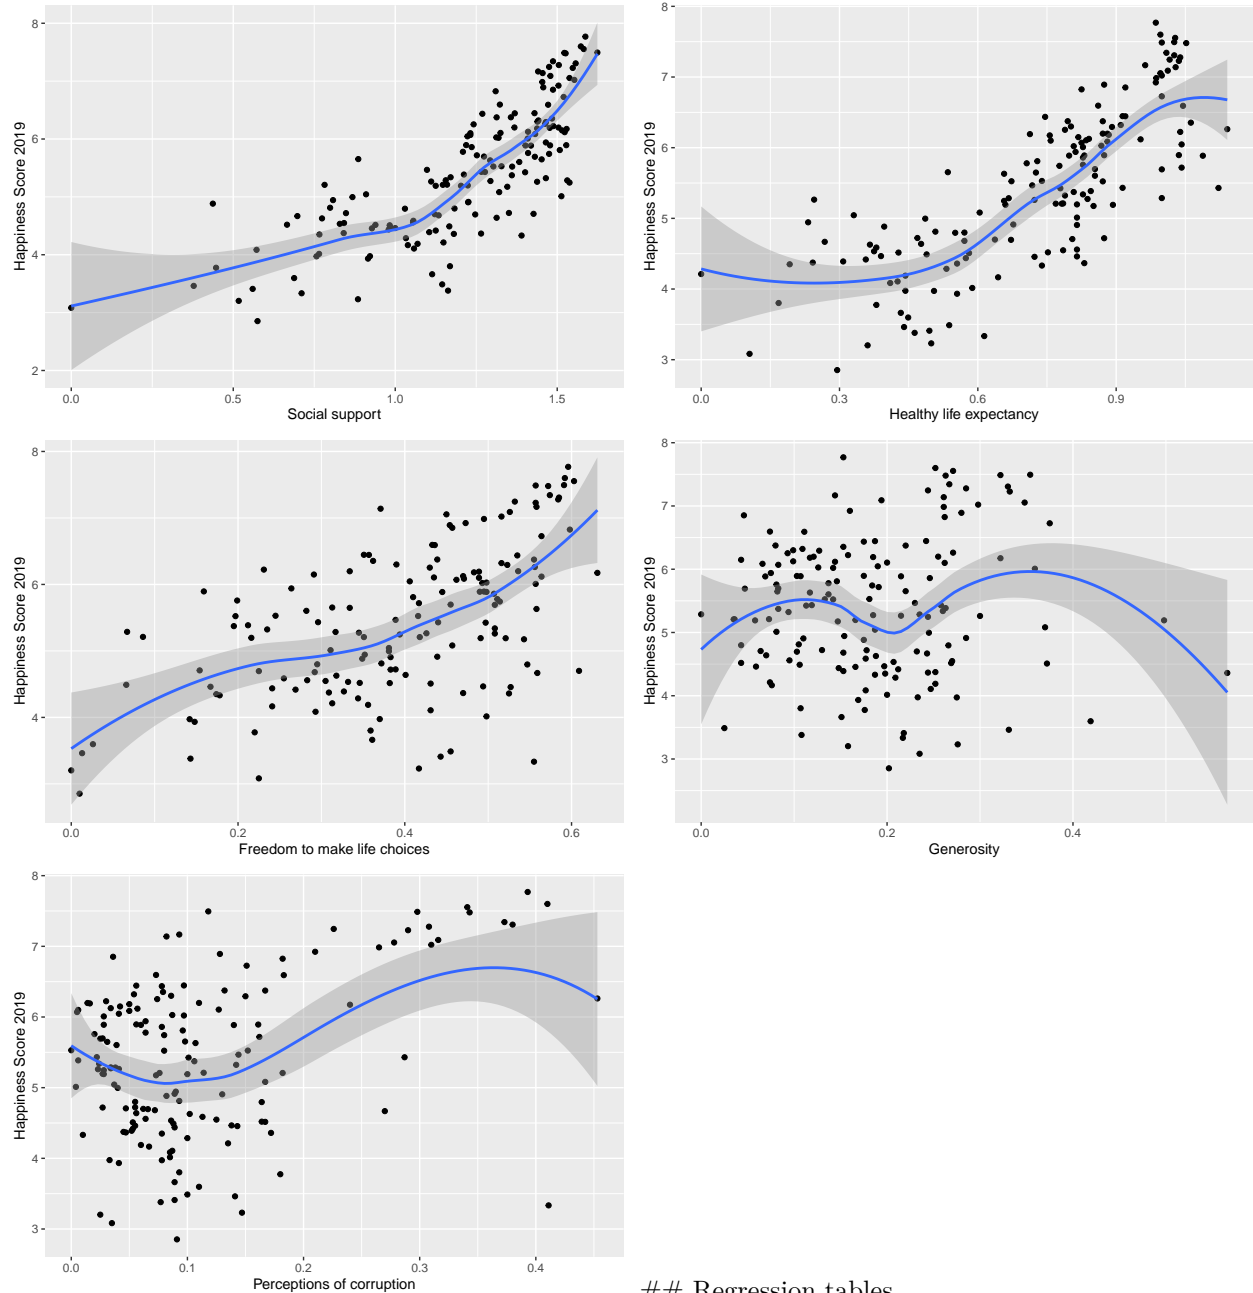 8
6
4
2
Happiness Score 2019
0.0 0.5 1.0 1.5
Social support
8
7
6
5
4
3
Happiness Score 2019
0.0 0.3 0.6 0.9
Healthy life expectancy
8
6
4
Happiness Score 2019
0.0 0.2 0.4 0.6
Freedom to make life choices
8
7
6
5
4
3
Happiness Score 2019
0.0 0.2 0.4
Generosity
8
7
6
5
4
3
Happiness Score 2019
0.0 0.1 0.2 0.3 0.4
Perceptions of corruption
## Regression tables